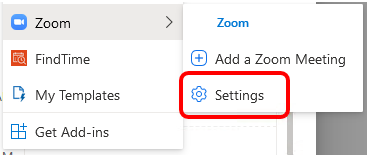 Zoom
FindTime
My Templates
Get Add-ins
Zoom
Add a Zoom Meeting
Settings